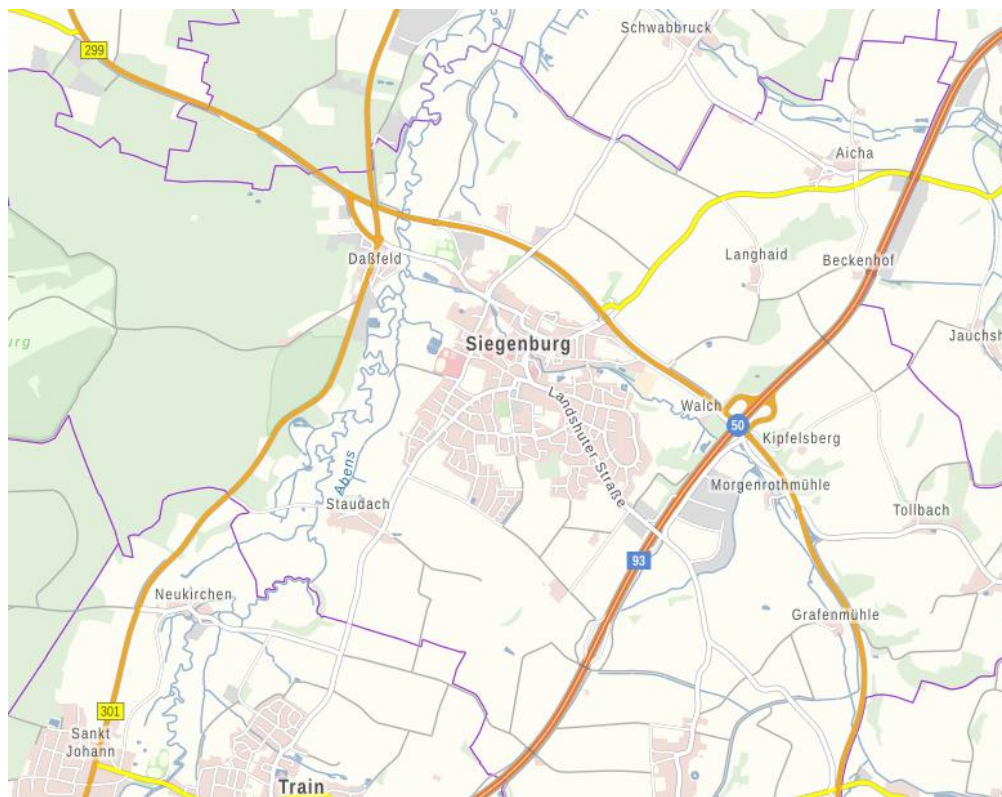 Schwabbruck
299
Aicha
Daßfeld
Langhaid
Beckenhof
urg
Siegenburg
Jauchsh
Landshuter Straße
Walch
50
Kipfelsberg
Abens
Morgenrothmühle
Staudach
Tollbach
93
Neukirchen
Grafenmühle
301
Sankt
Johann
Train